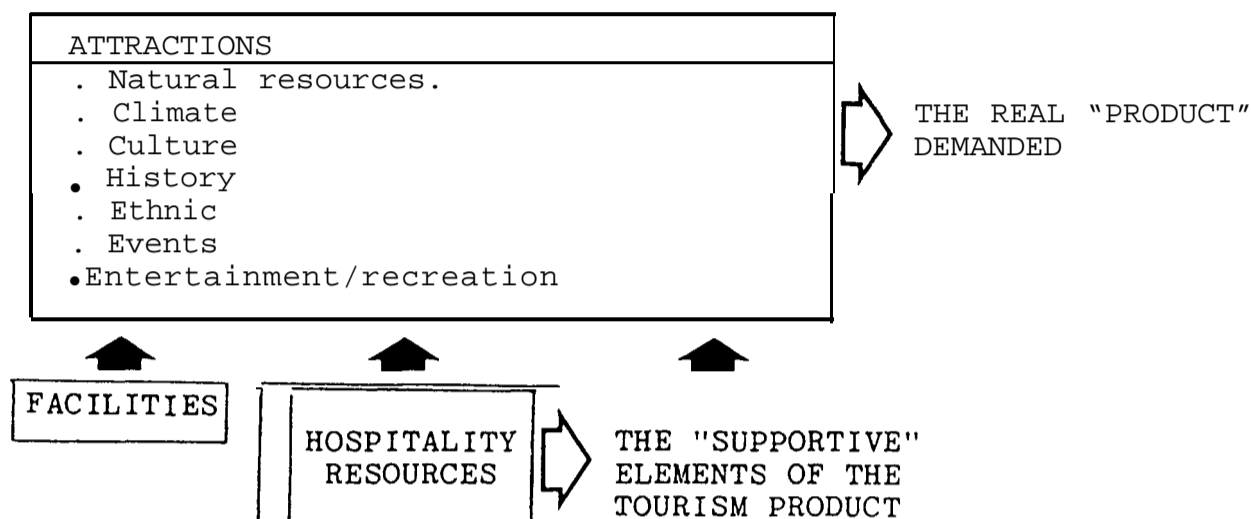 ATTRACTIONS
. Natural resources.
. Climate
. Culture
• History
. Ethnic
. Events
•Entertainment/recreation
THE REAL “PRODUCT”
DEMANDED
FACILITIES
HOSPITALITY
RESOURCES
THE "SUPPORTIVE"
ELEMENTS OF THE
TOURISM PRODUCT